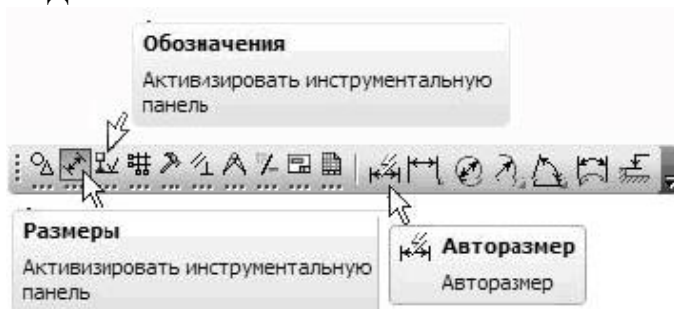 Обозначения
Активизировать инструментальную
панель
Размеры
Активизировать инструментальную
панель
Авторазмер
Авторазмер